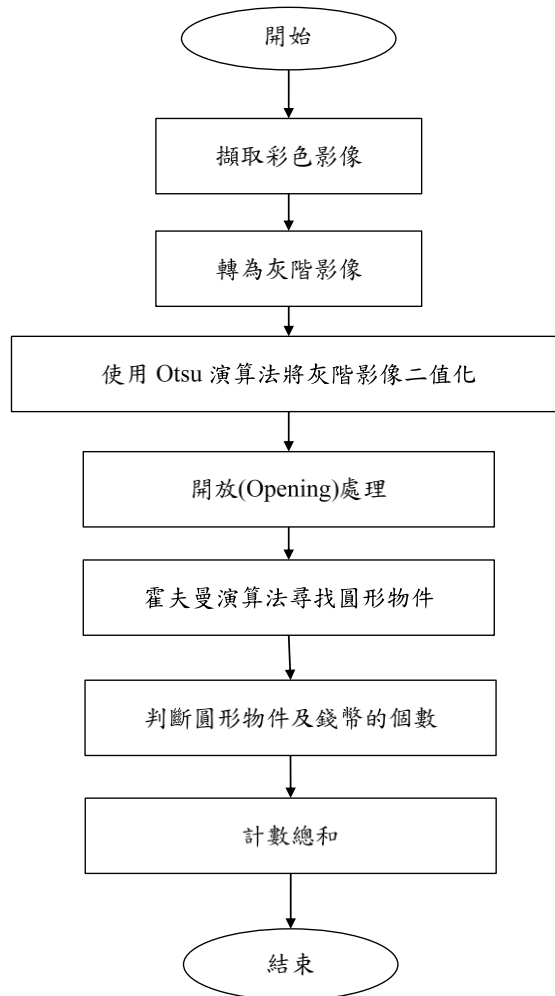 開始
擷取彩色影像
轉為灰階影像
使用 Otsu 演算法將灰階影像二值化
開放(Opening)處理
霍夫曼演算法尋找圓形物件
判斷圓形物件及錢幣的個數
計數總和
結束